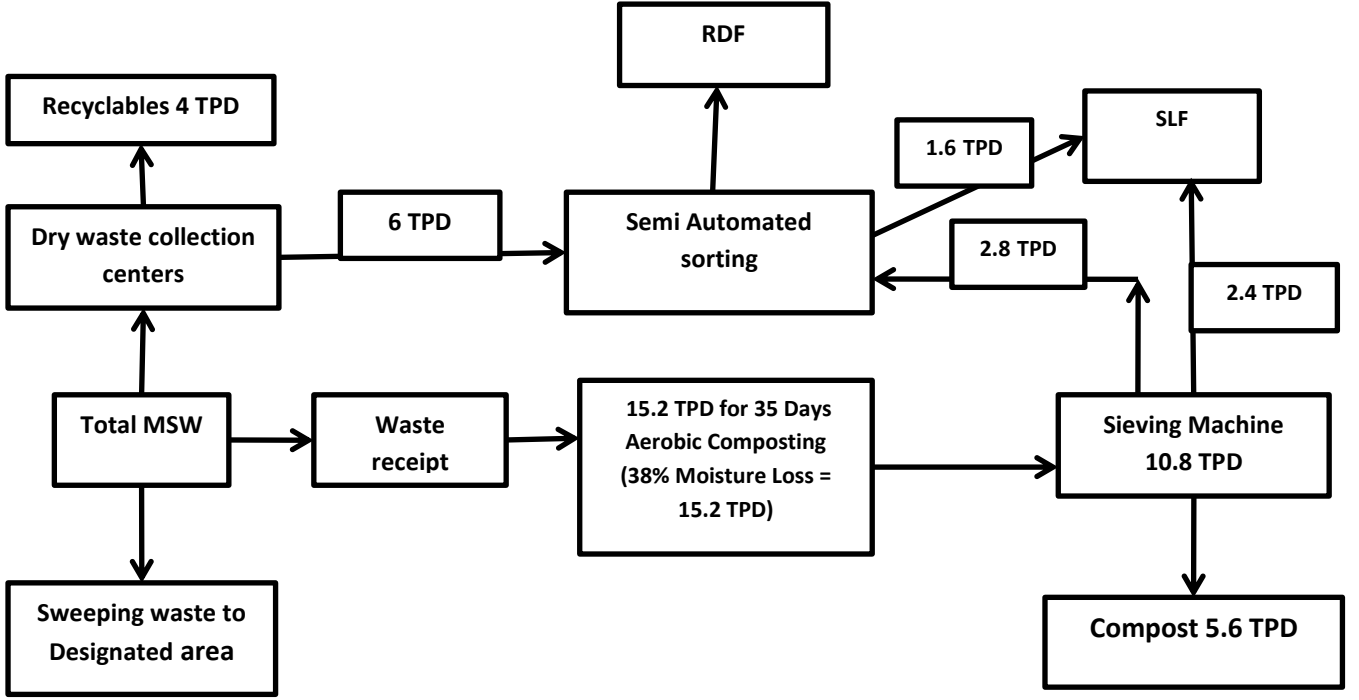 RDF
Recyclables 4 TPD
SLF
1.6 TPD
6 TPD
Dry waste collection
centers
Semi Automated
sorting
2.8 TPD
2.4 TPD
Total MSW
Waste
receipt
15.2 TPD for 35 Days
Aerobic Composting
(38% Moisture Loss =
15.2 TPD)
Sieving Machine
10.8 TPD
Sweeping waste to
Designated area
Compost 5.6 TPD